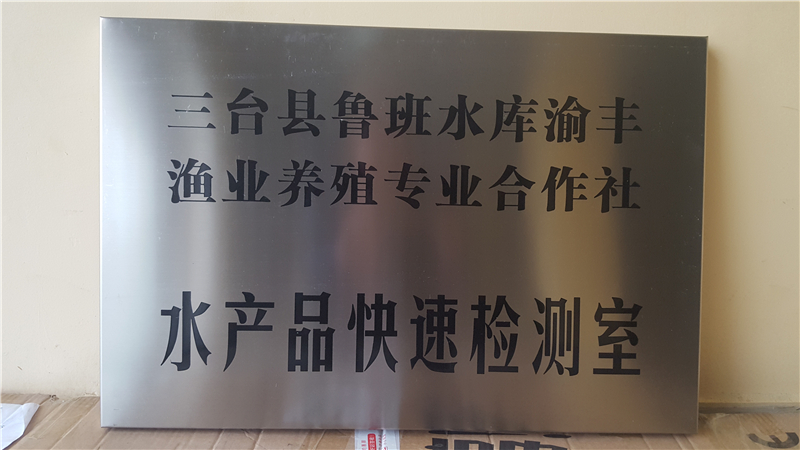 三台县鲁班水库渝丰
渔业养殖专业合作社
水产品快速检测室